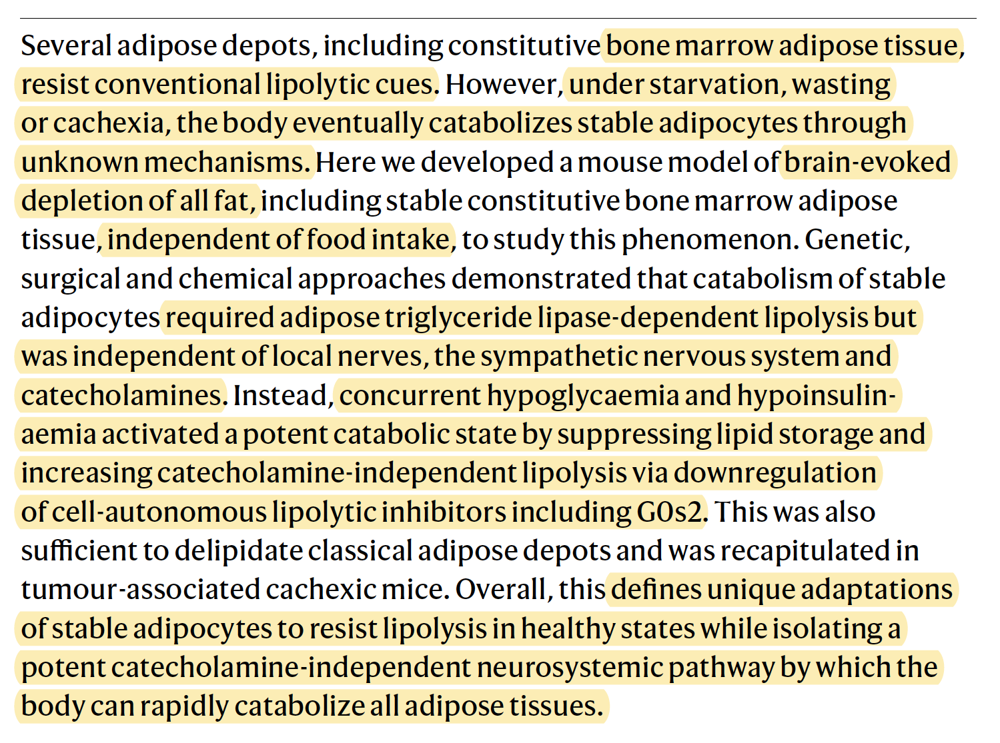 Several adipose depots, including constitutive bone marrow adipose tissue,
resist conventional lipolytic cues. However, under starvation, wasting
or cachexia, the body eventually catabolizes stable adipocytes through
unknown mechanisms. Here we developed a mouse model of brain-evoked
depletion of all fat, including stable constitutive bone marrow adipose
tissue, independent of food intake, to study this phenomenon. Genetic,
surgical and chemical approaches demonstrated that catabolism of stable
adipocytes required adipose triglyceride lipase-dependent lipolysis but
was independent of local nerves, the sympathetic nervous system and
catecholamines. Instead, concurrent hypoglycaemia and hypoinsulin-
aemia activated a potent catabolic state by suppressing lipid storage and
increasing catecholamine-independent lipolysis via downregulation
of cell-autonomous lipolytic inhibitors including G0s2. This was also
sufficient to delipidate classical adipose depots and was recapitulated in
tumour-associated cachexic mice. Overall, this defines unique adaptations
of stable adipocytes to resist lipolysis in healthy states while isolating a
potent catecholamine-independent neurosystemic pathway by which the
body can rapidly catabolize all adipose tissues.